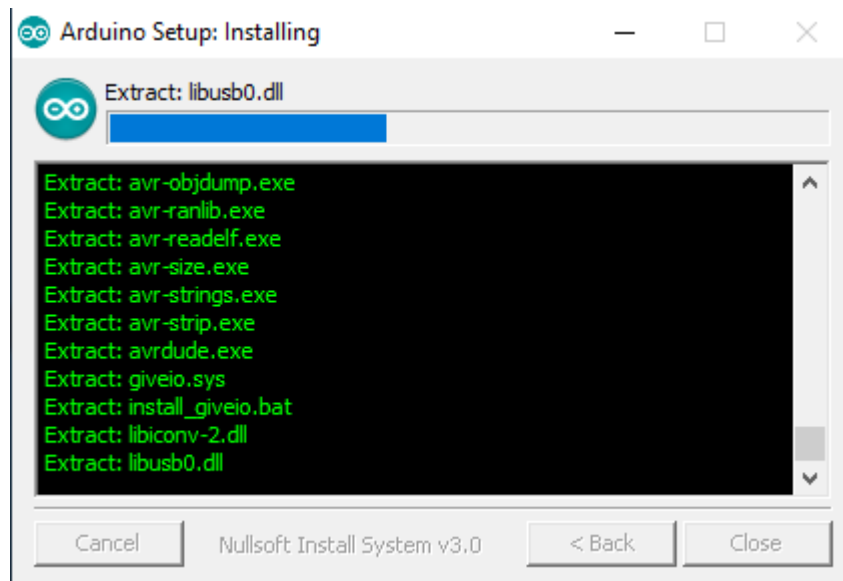 Arduino Setup: Installing
Extract: libusb0.dll
Extract: avr-objdump.exe
Extract: avr-ranlib.exe
Extract: avr-readelf.exe
Extract: avr-size.exe
Extract: avr-strings.exe
Extract: avr-strip.exe
Extract: avrdude.exe
Extract: giveio.sys
Extract: install_giveio.bat
Extract: libiconv-2.dll
Extract: libusb0.dll
Cancel Nullsoft Install System v3.0 < Back Close